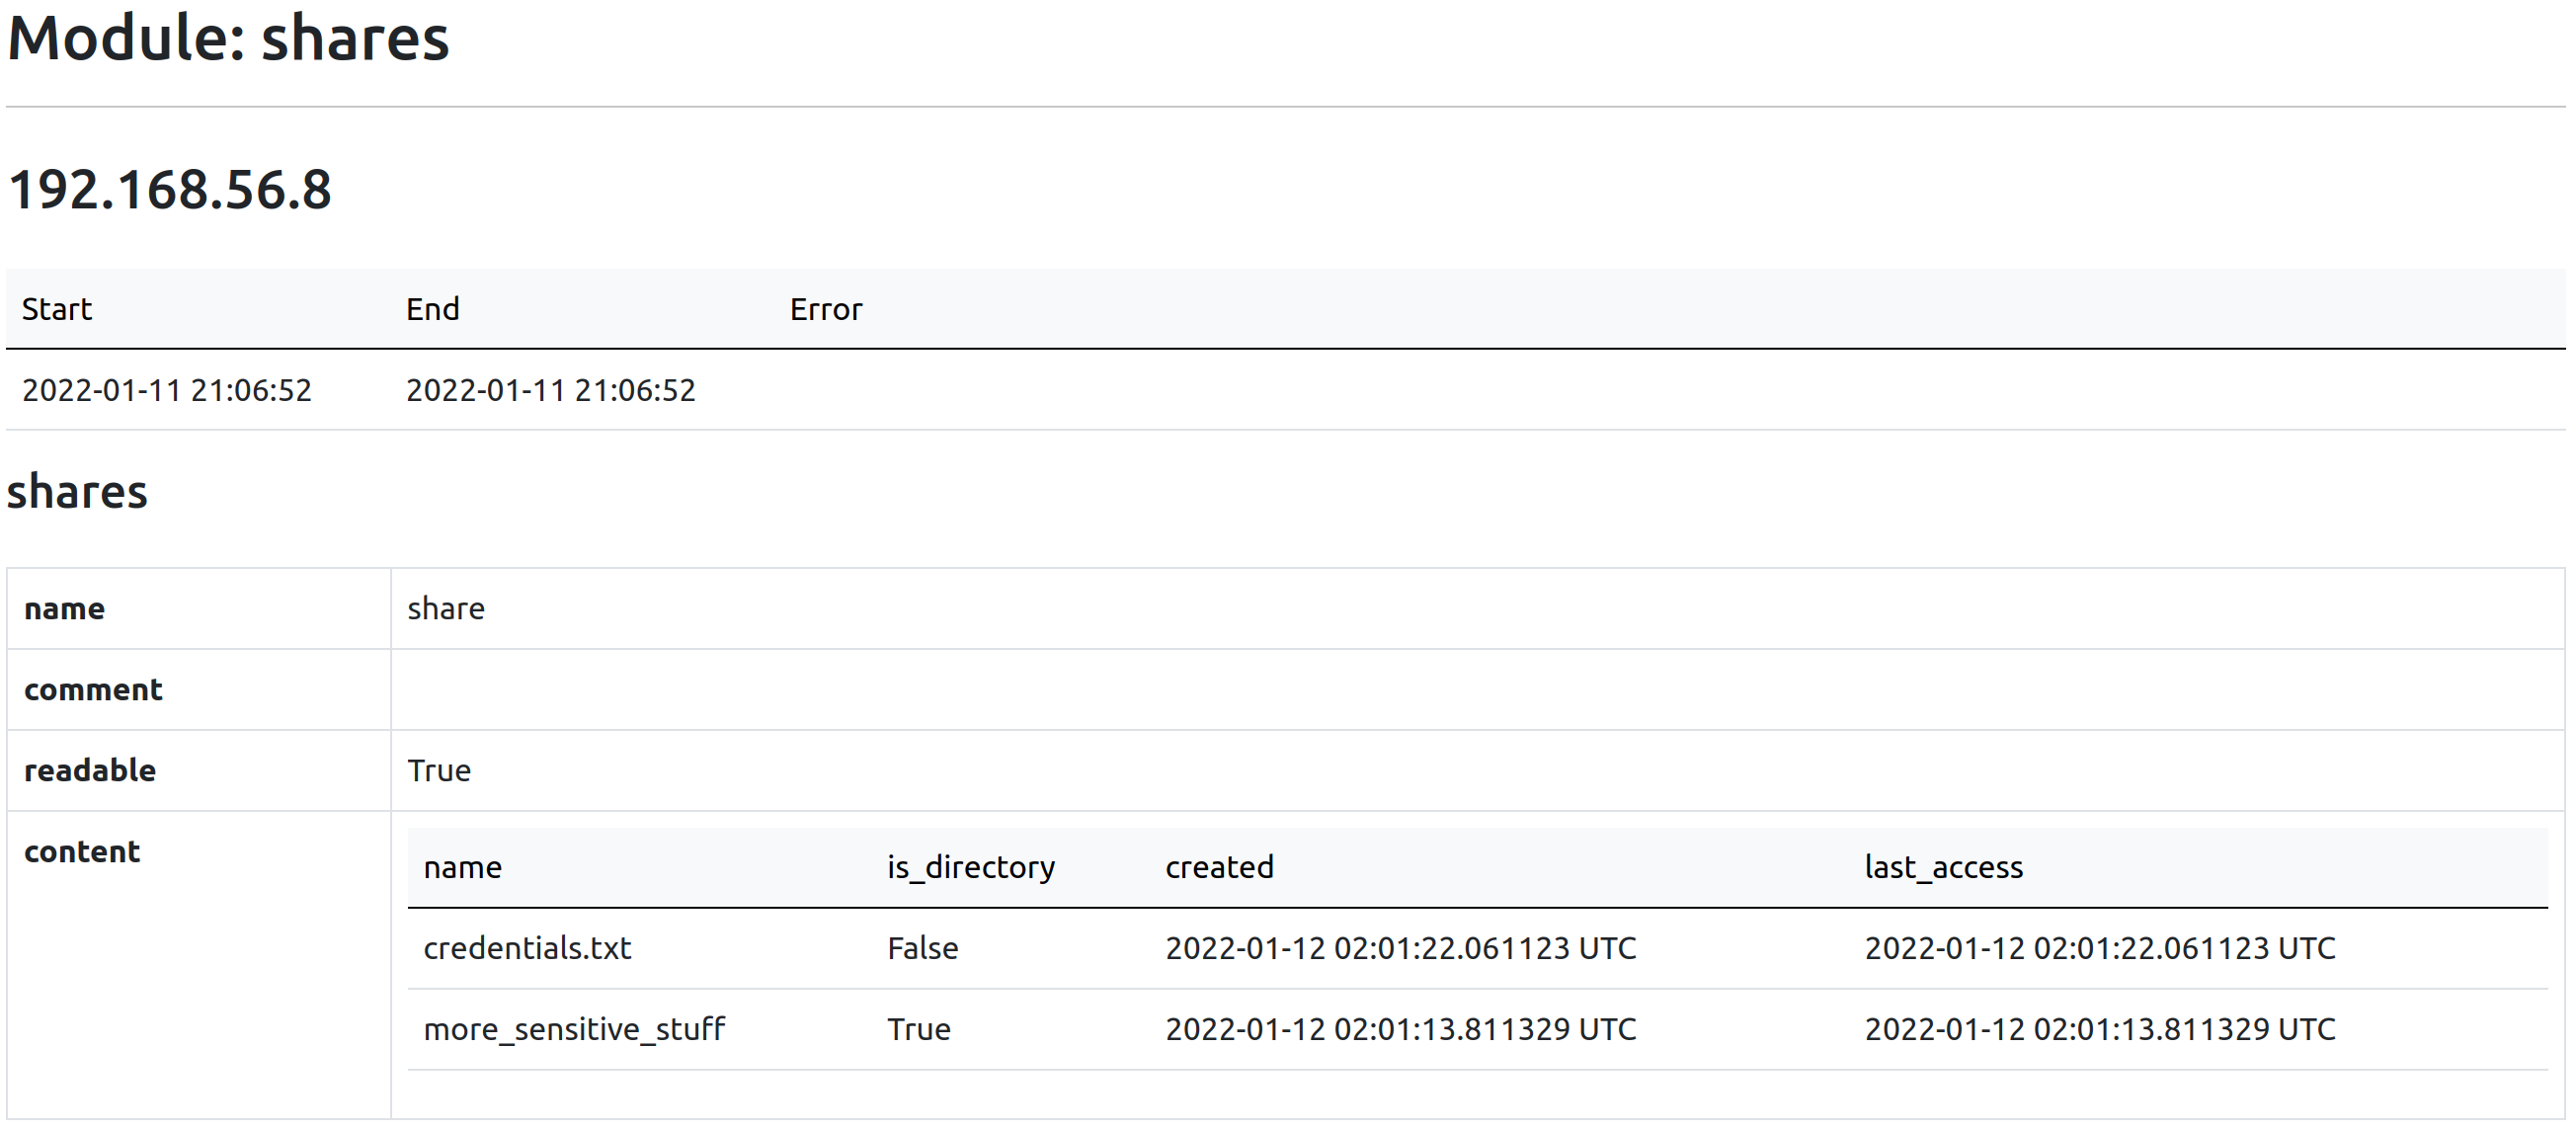 Module: shares
192.168.56.8
Start End Error
2022-01-11 21:06:52 2022-01-11 21:06:52
shares
name share
comment
readable True
content
name is_directory created last_access
credentials.txt False 2022-01-12 02:01:22.061123 UTC 2022-01-12 02:01:22.061123 UTC
more_sensitive_stuff True 2022-01-12 02:01:13.811329 UTC 2022-01-12 02:01:13.811329 UTC